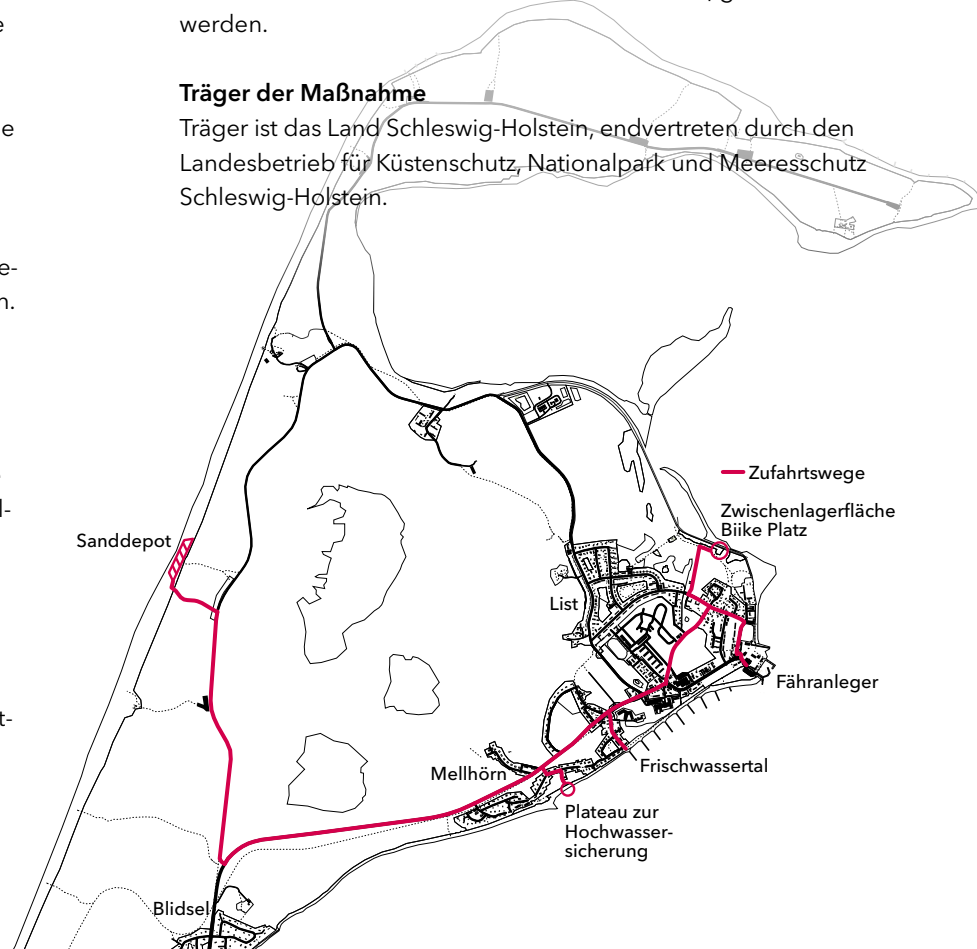 werden.
Träger der Maßnahme
Träger ist das Land Schleswig-Holstein, endvertreten durch den
Landesbetrieb für Küstenschutz, Nationalpark und Meeresschutz
Schleswig-Holstein.
e-
n.
t-
Zufahrtswege
Zwischenlagerfläche
Biike Platz
Sanddepot
List
Fähranleger
Frischwassertal
Mellhörn
Plateau zur
Hochwasser-
sicherung
Blidsel